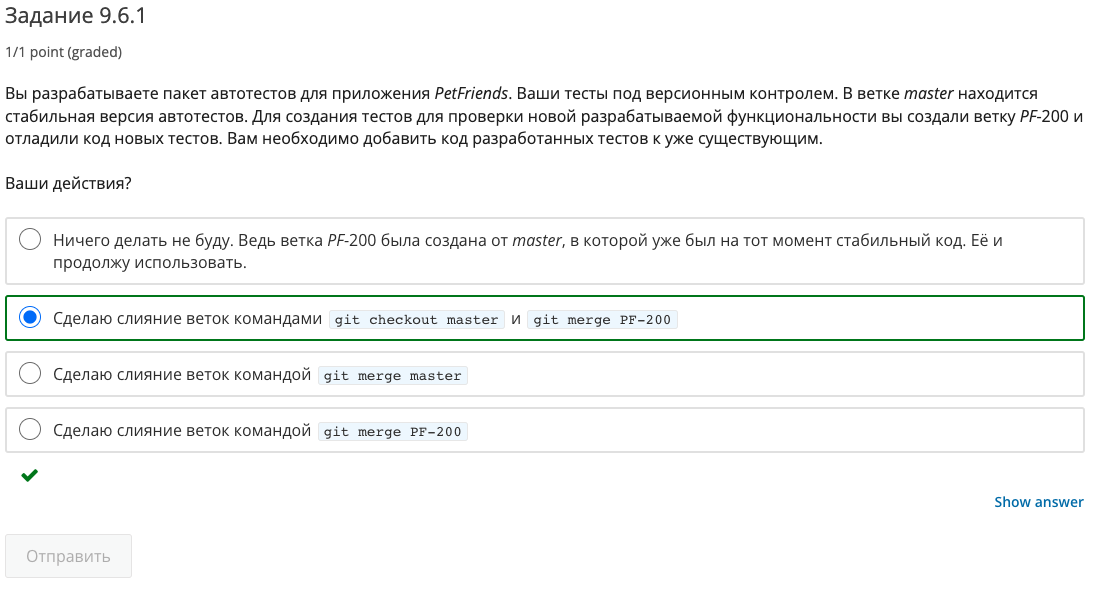 Задание 9.6.1
1/1 point (graded)
Вы разрабатываете пакет автотестов для приложения PetFriends. Ваши тесты под версионным контролем. В ветке master находится
стабильная версия автотестов. Для создания тестов для проверки новой разрабатываемой функциональности вы создали ветку PF-200 и
отладили код новых тестов. Вам необходимо добавить код разработанных тестов к уже существующим.
Ваши действия?
Ничего делать не буду. Ведь ветка PF-200 была создана от master, в которой уже был на тот момент стабильный код. Её и
продолжу использовать.
Сделаю слияние веток командами git checkout master и git merge PF-200
Сделаю слияние веток командой git merge master
Сделаю слияние веток командой git merge PF-200
Show answer
Отправить